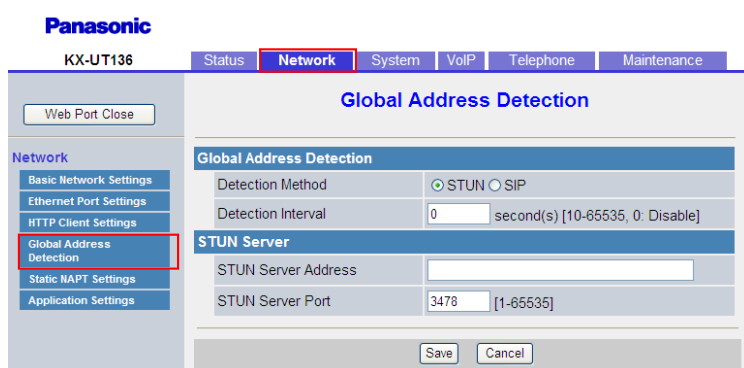 Panasonic
KX-UT136
Status Network System VoIP Telephone Maintenance
Web Port Close
Global Address Detection
Network
Basic Network Settings
Ethernet Port Settings
HTTP Client Settings
Global Address
Detection
Static NAPT Settings
Application Settings
Global Address Detection
Detection Method STUN SIP
Detection Interval 0 second(s) [10-65535, 0: Disable]
STUN Server
STUN Server Address
STUN Server Port 3478 [1-65535]
Save Cancel